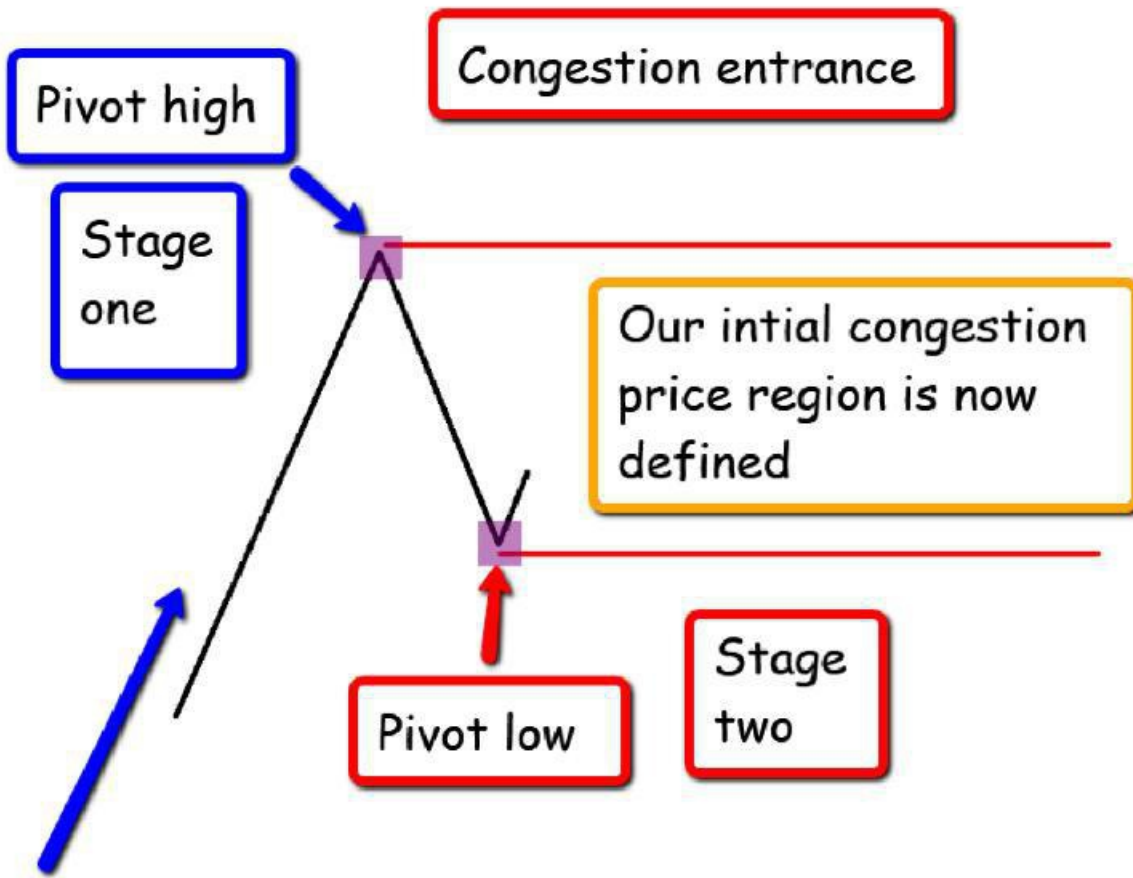 Congestion entrance
Pivot high
Stage
one
Our intial congestion
price region is now
defined
Pivot low
Stage
two